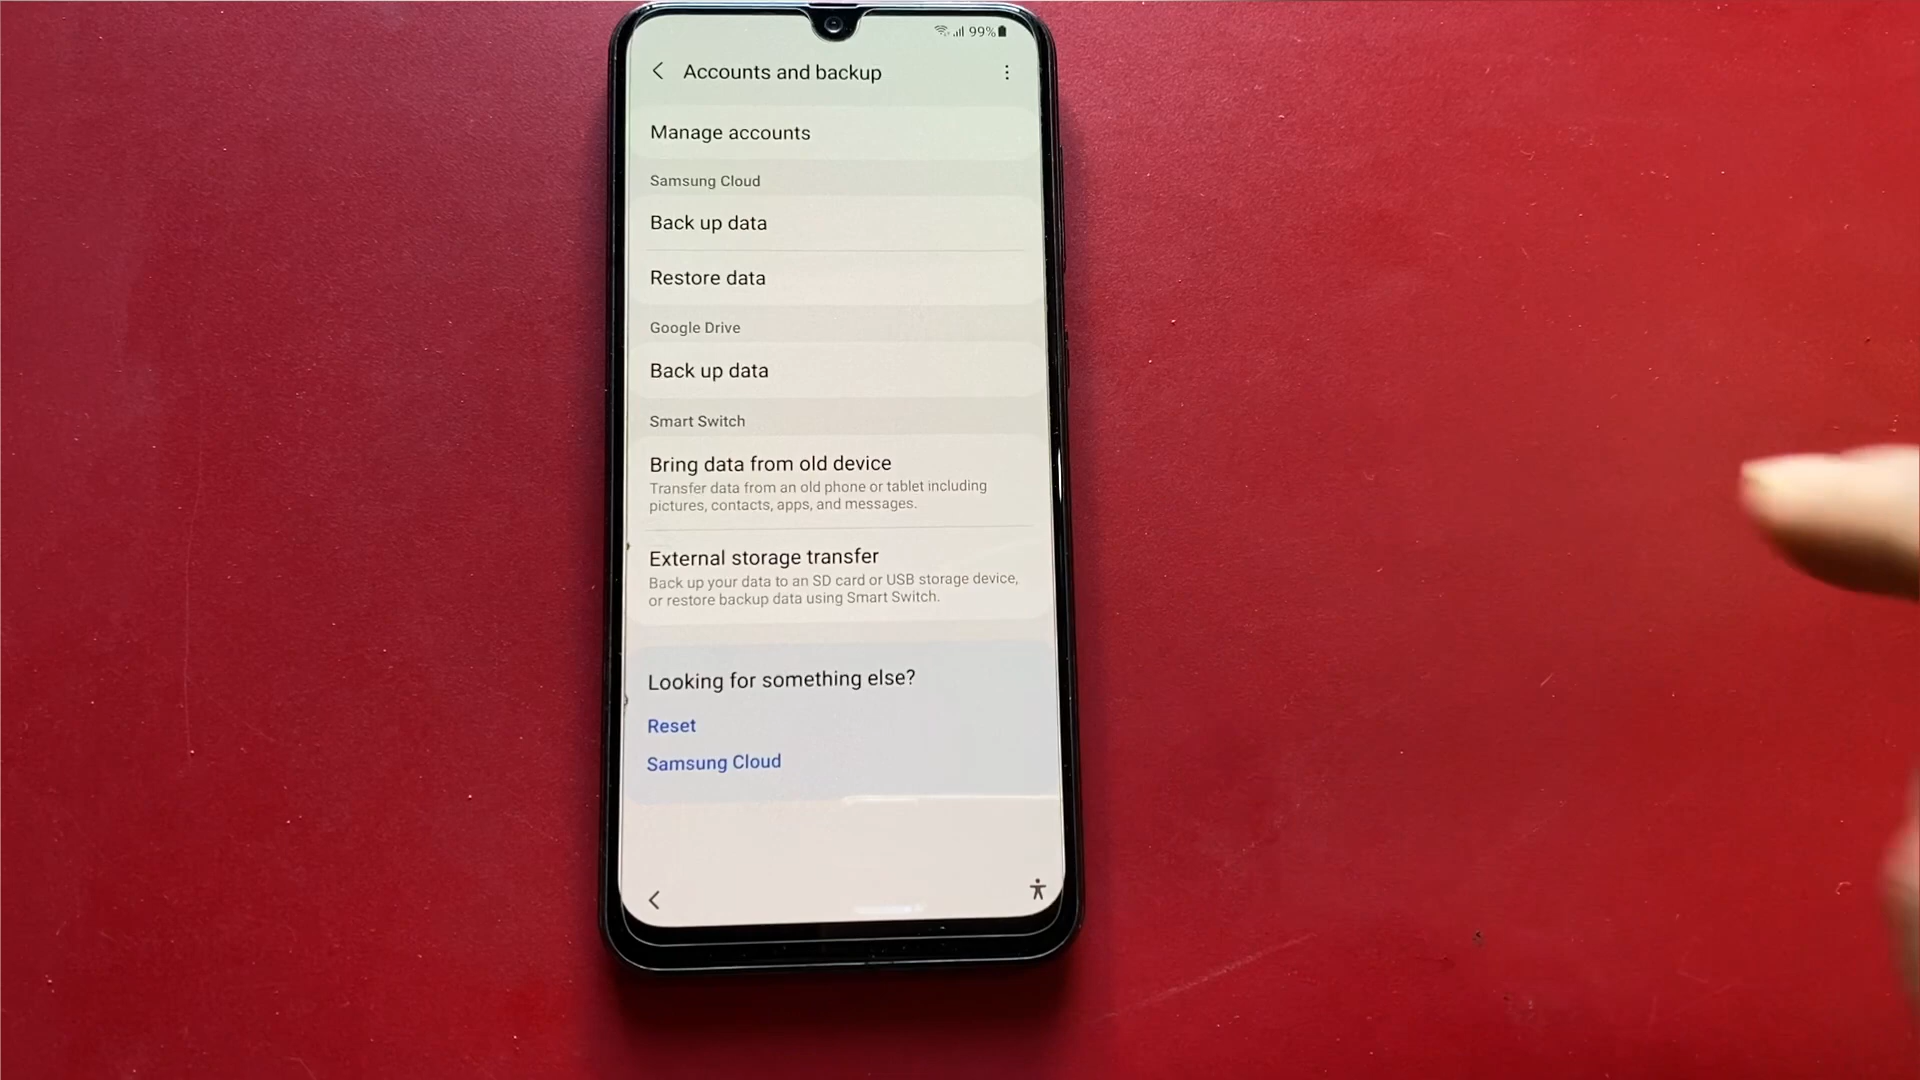 99%
Accounts and backup
Manage accounts
Samsung Cloud
Back up data
Restore data
Google Drive
Back up data
Smart Switch
Bring data from old device
Transfer data from an old phone or tablet including
pictures, contacts, apps, and messages.
External storage transfer
Back up your data to an SD card or USB storage device,
or restore backup data using Smart Switch.
Looking for something else?
Reset
Samsung Cloud